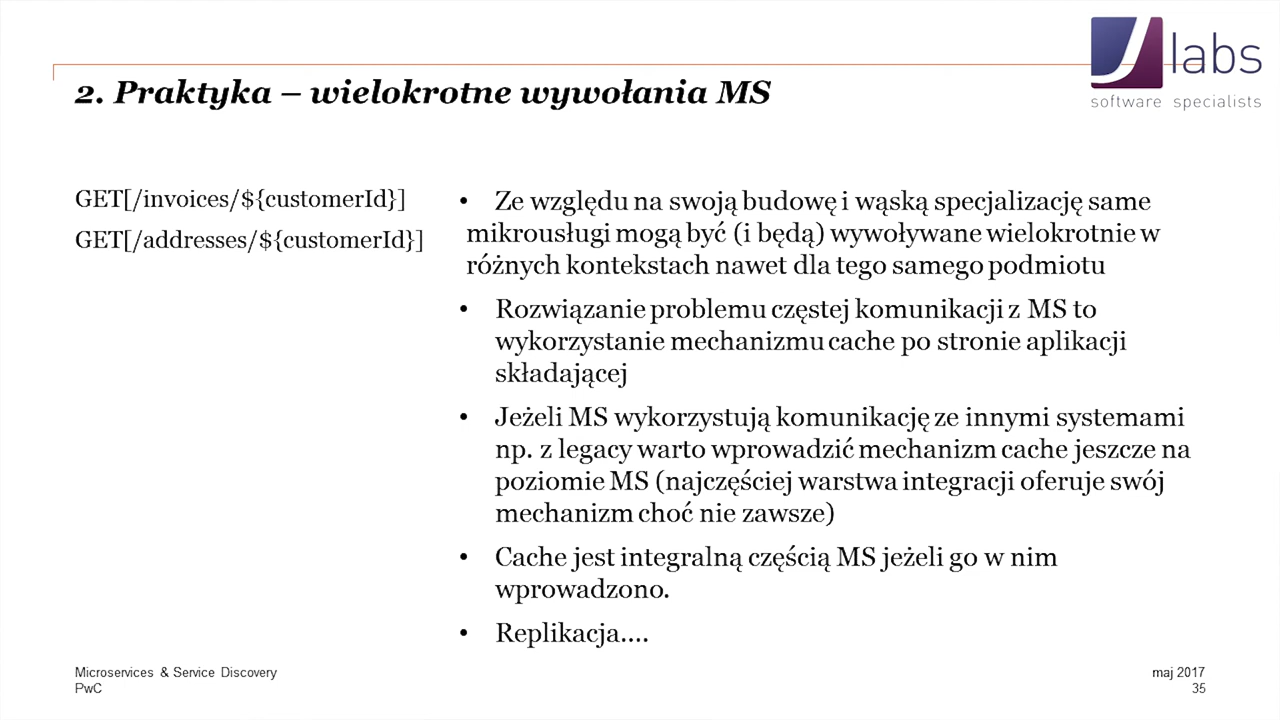 labs
software specialists
2. Praktyka – wielokrotne wywołania MS
GET[/invoices/${customerId}]
GET[/addresses/${customerId}]
• Ze względu na swoją budowę i wąską specjalizację same
mikrousługi mogą być (i będą) wywoływane wielokrotnie w
różnych kontekstach nawet dla tego samego podmiotu
• Rozwiązanie problemu częstej komunikacji z MS to
wykorzystanie mechanizmu cache po stronie aplikacji
składającej
• Jeżeli MS wykorzystują komunikację ze innymi systemami
np. z legacy warto wprowadzić mechanizm cache jeszcze na
poziomie MS (najczęściej warstwa integracji oferuje swój
mechanizm choć nie zawsze)
• Cache jest integralną częścią MS jeżeli go w nim
wprowadzono.
• Replikacja....
Microservices & Service Discovery
PwC
maj 2017
35